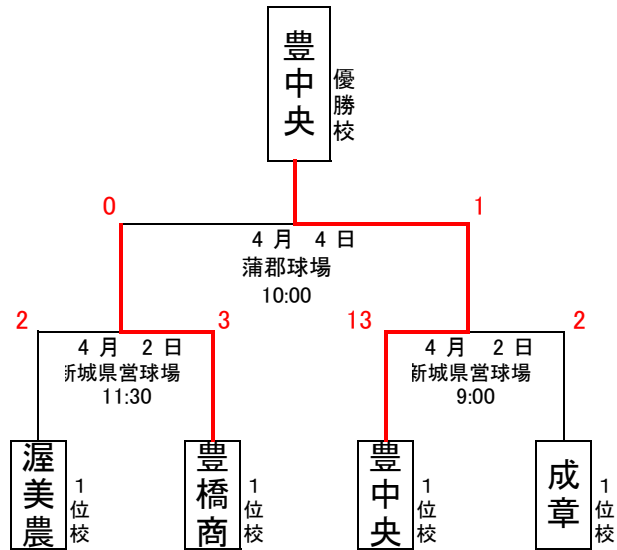 豊中央
優勝校
0
1
4月 4日
蒲郡球場
10:00
2
3
13
2
4月 2日
新城県営球場
11:30
4月 2日
新城県営球場
9:00
渥美農
1位校
豊橋商
1位校
豊中央
1位校
成章
1位校